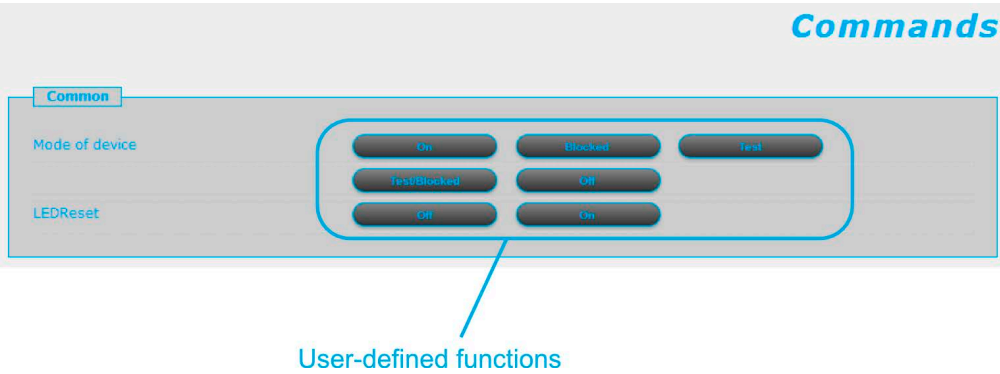 Commands
Common
Mode of device
On Blocked Test
Test/Blocked Off
LEDReset
Off On
User-defined functions